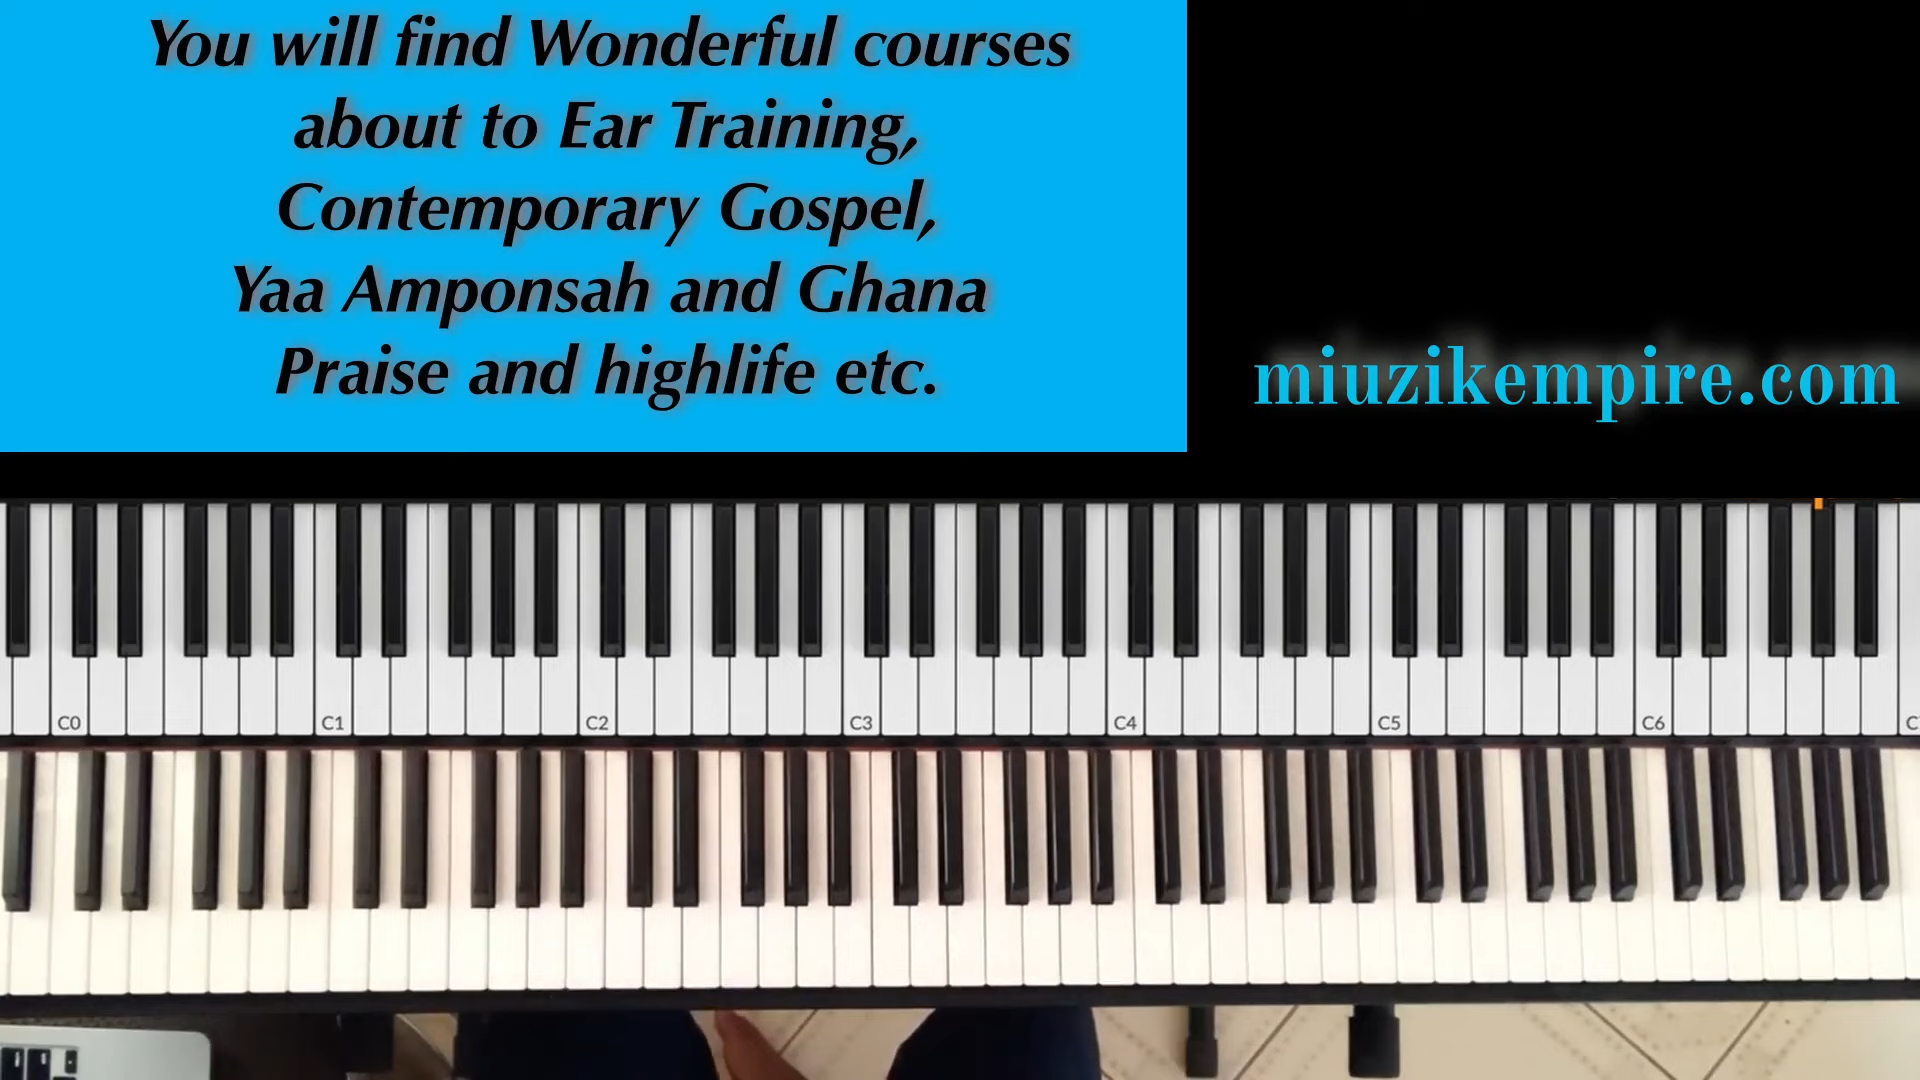 You will find Wonderful courses
about to Ear Training,
Contemporary Gospel,
Yaa Amponsah and Ghana
Praise and highlife etc.
miuzikempire.com
C0 C1 C2 C3 C4 C5 C6